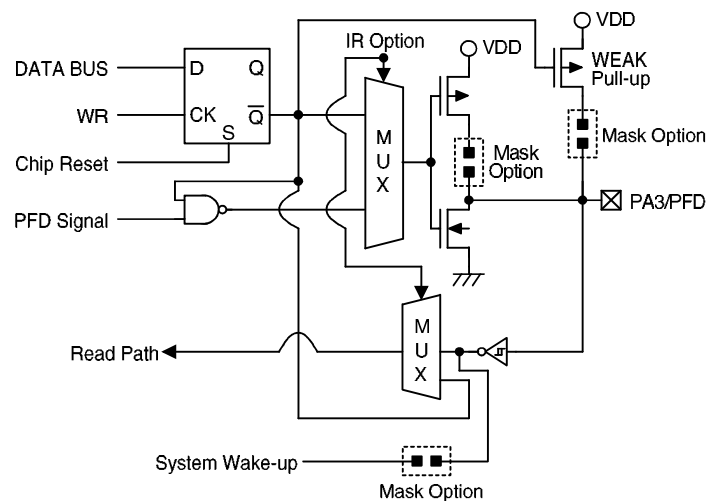 VDD
IR Option
VDD
WEAK
Pull-up
DATA BUS
D
Q
WR
CK
Q
S
M
U
X
Mask
Option
Mask Option
Chip Reset
PA3/PFD
PFD Signal
M
U
X
Read Path
System Wake-up
Mask Option